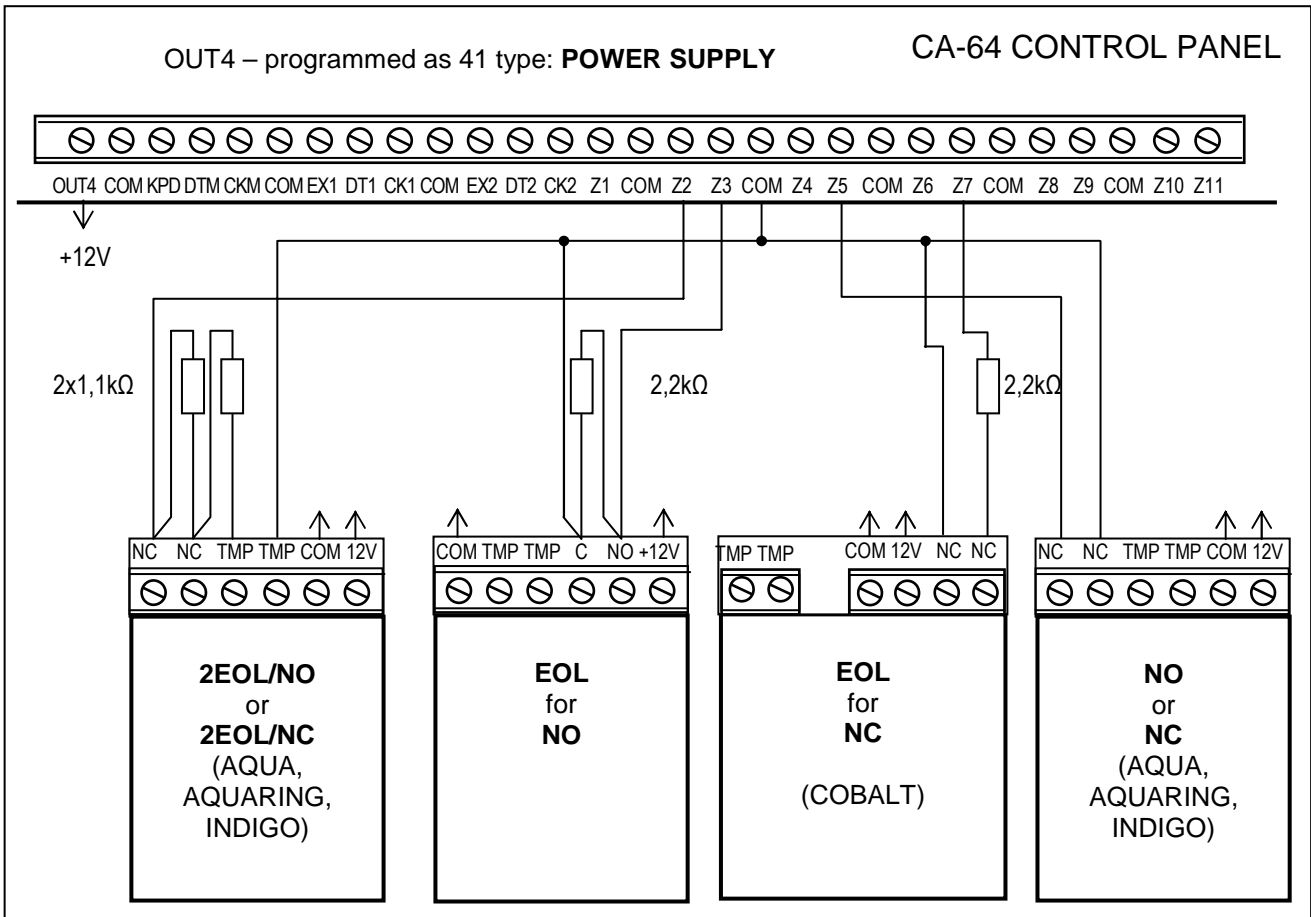 OUT4 – programmed as 41 type: POWER SUPPLY
CA-64 CONTROL PANEL
OUT4 COM KPD DTM CKM COM EX1 DT1 CK1 COM EX2 DT2 CK2 Z1 COM Z2 Z3 COM Z4 Z5 COM Z6 Z7 COM Z8 Z9 COM Z10 Z11
+12V
2x1,1kΩ
2,2kΩ
2,2kΩ
NC NC TMP TMP COM 12V
COM TMP TMP C NO +12V
TMP TMP COM 12V NC NC
NC NC TMP TMP COM 12V
2EOL/NO
or
2EOL/NC
(AQUA,
AQUARING,
INDIGO)
EOL
for
NO
EOL
for
NC
(COBALT)
NO
or
NC
(AQUA,
AQUARING,
INDIGO)